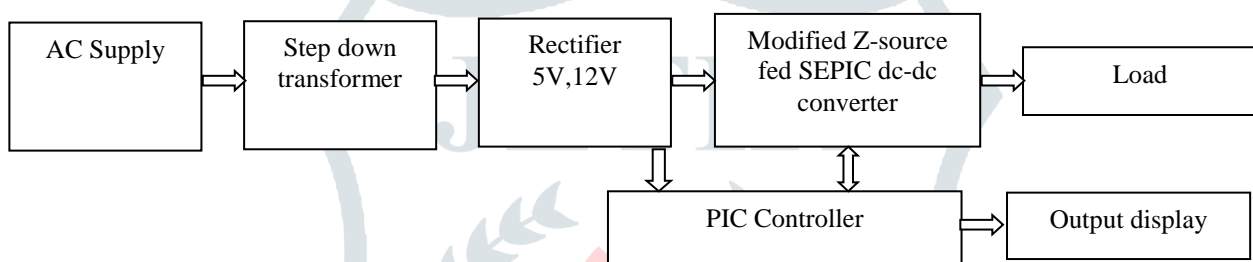 AC Supply
Step down
transformer
Rectifier
5V,12V
Modified Z-source
fed SEPIC dc-dc
converter
Load
PIC Controller
Output display